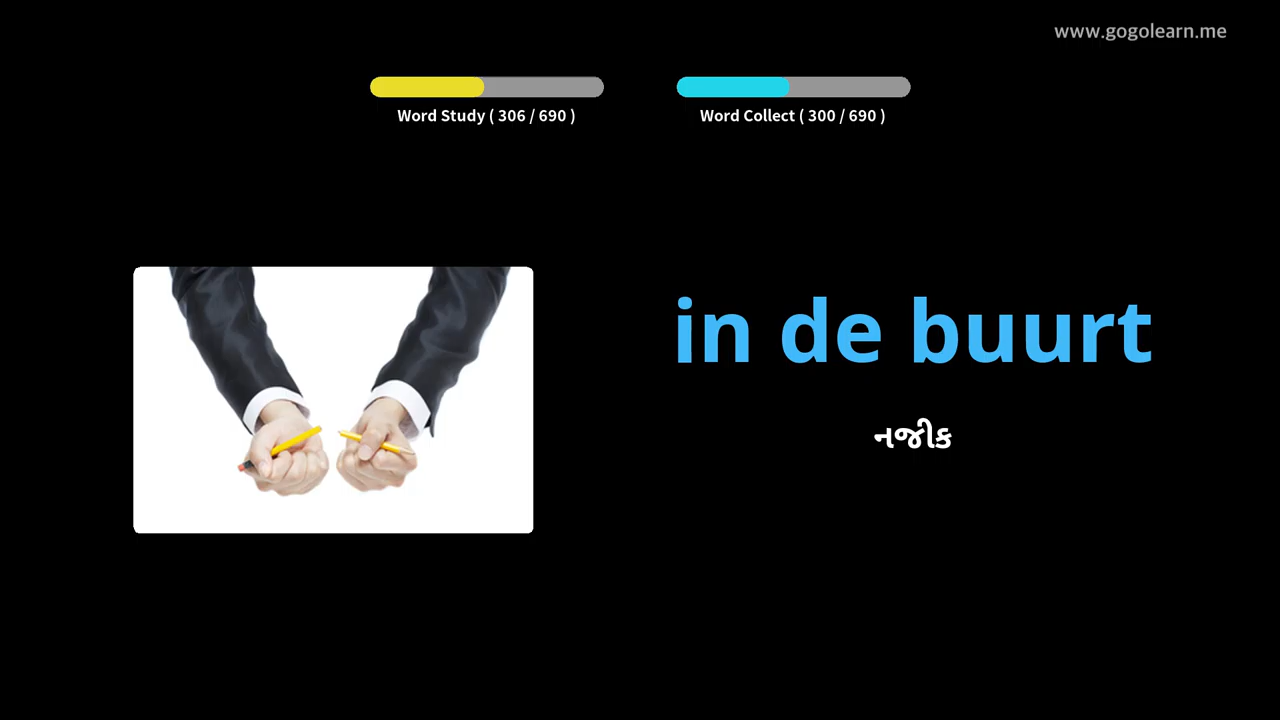 www.gogolearn.me
Word Study ( 306 / 690 )
Word Collect ( 300 / 690 )
in de buurt
નજીક